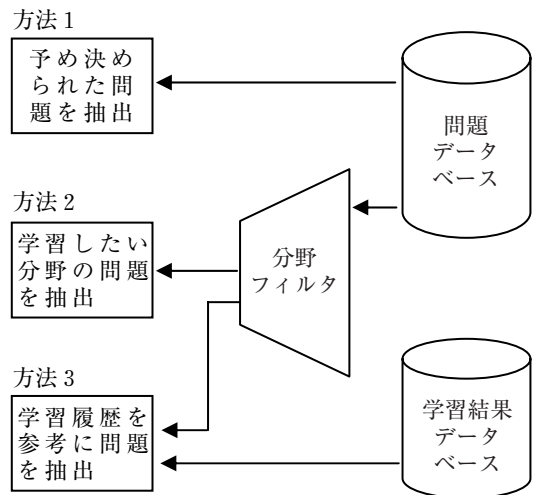 方法1
予め決め
られた問
題を抽出
問題
データ
ベース
方法2
学習したい
分野の問題
を抽出
分野
フィルタ
方法3
学習履歴を
参考に問題
を抽出
学習結果
データ
ベース